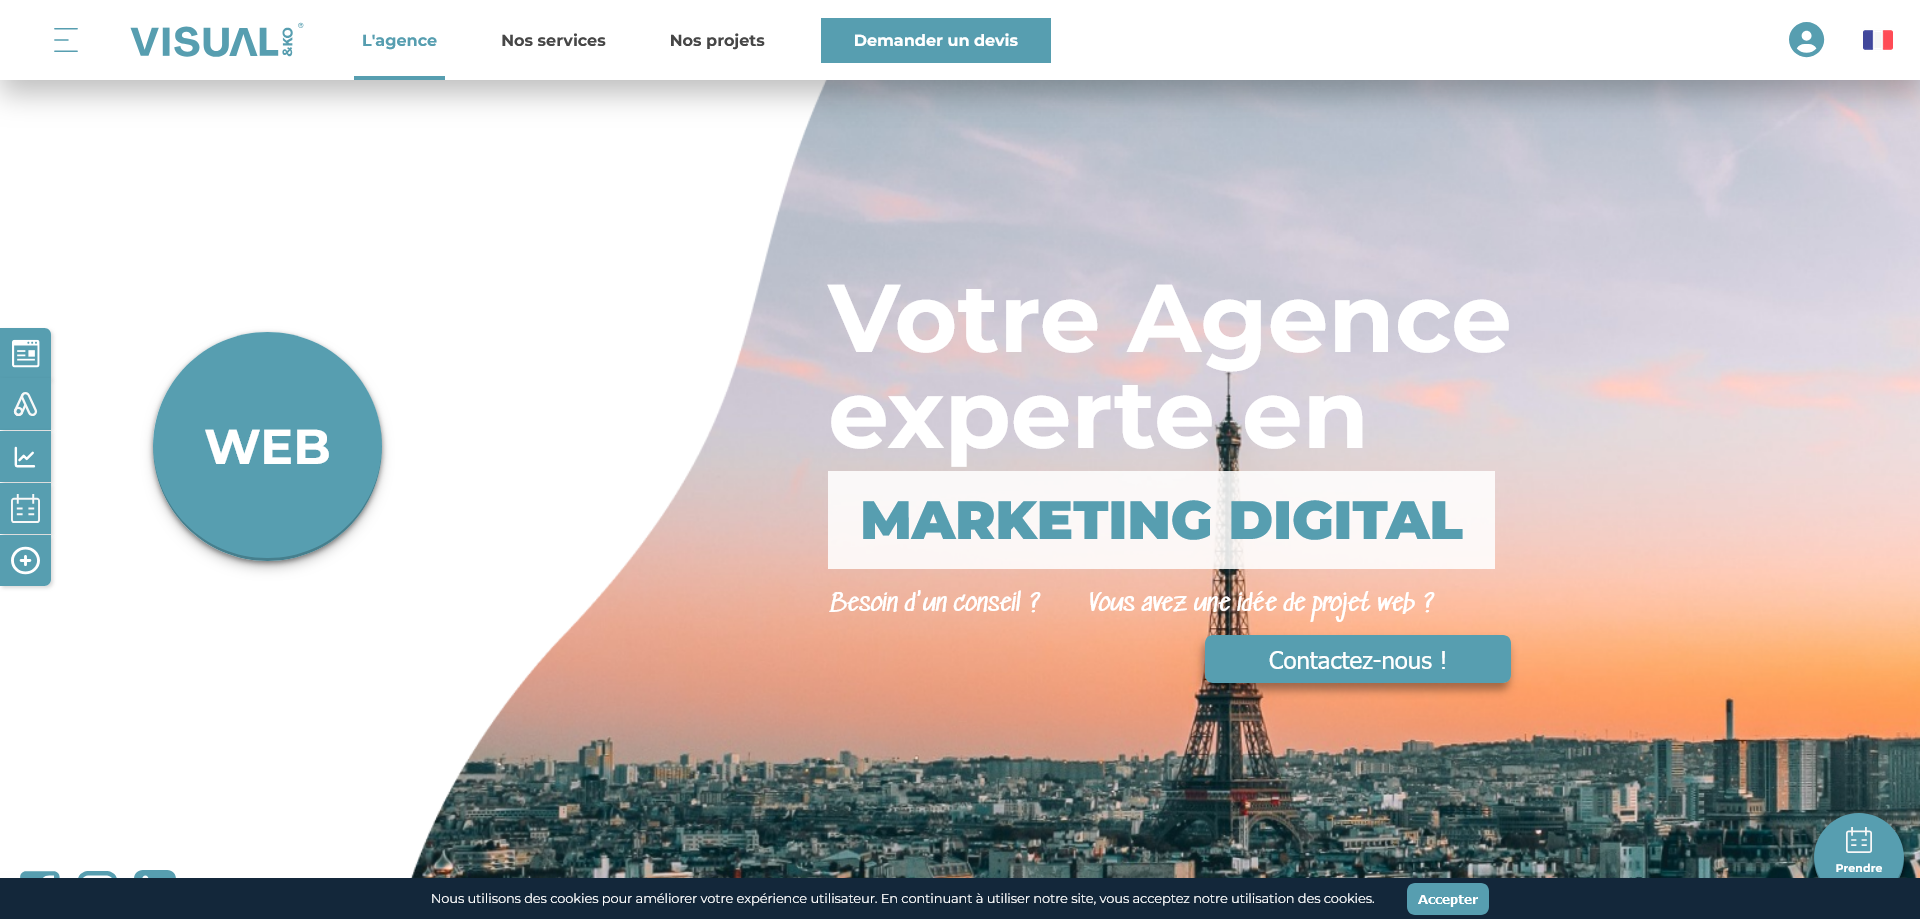 VISUAL &KO ®
L'agence
Nos services
Nos projets
Demander un devis
WEB
Votre Agence
experte en
MARKETING DIGITAL
Besoin d'un conseil ?
Vous avez une idée de projet web ?
Contactez-nous !
Prendre
Nous utilisons des cookies pour améliorer votre expérience utilisateur. En continuant à utiliser notre site, vous acceptez notre utilisation des cookies.
Accepter